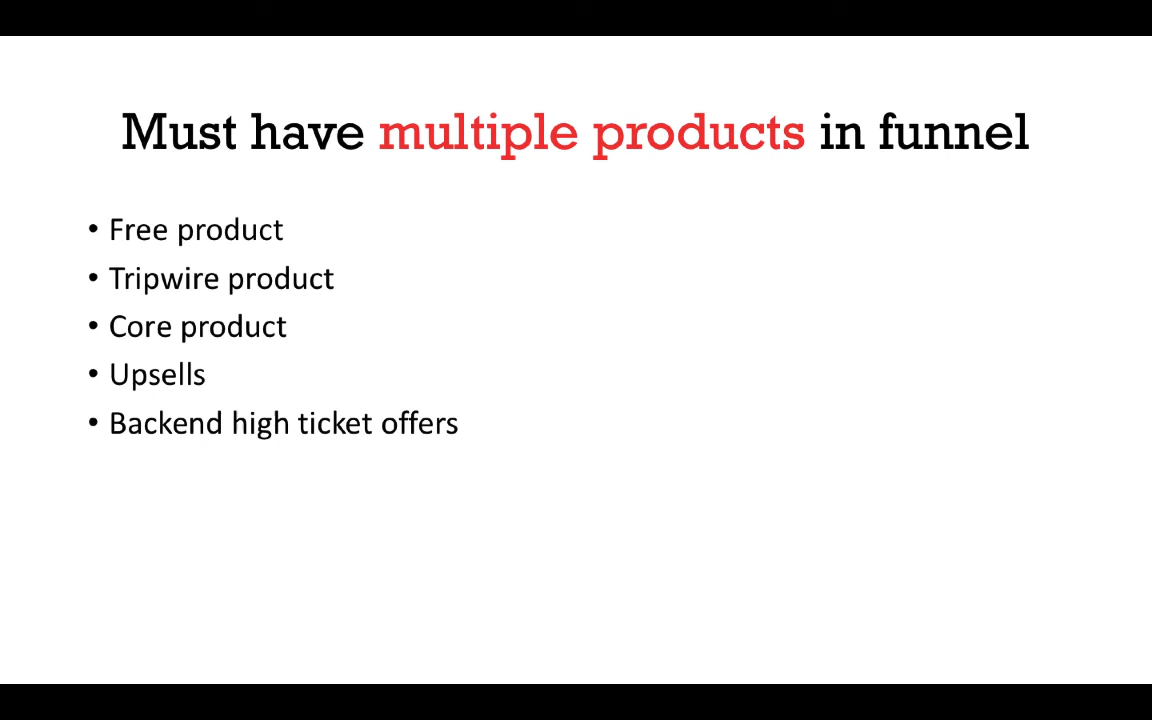 Must have multiple products in funnel
• Free product
• Tripwire product
• Core product
• Upsells
• Backend high ticket offers